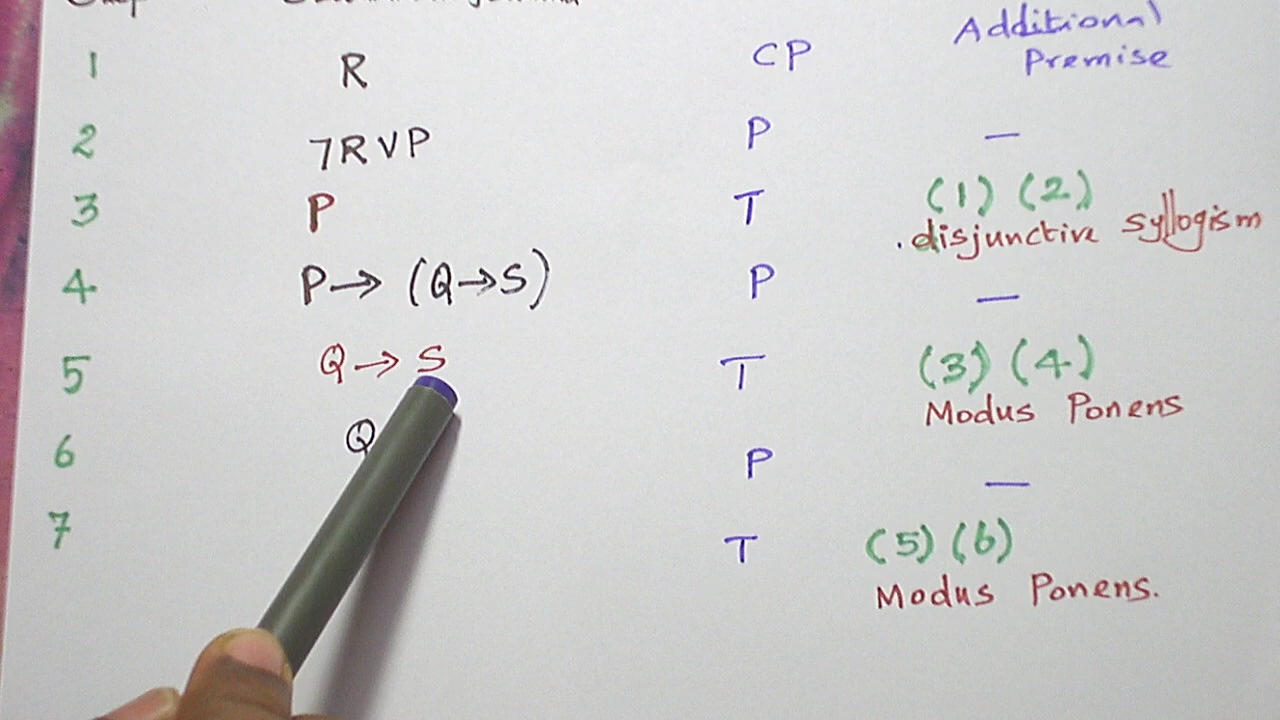 Additional
1 R CP Premise
2 ¬R∨P P —
3 P T (1) (2)
disjunctive syllogism
4 P→ (Q→S) P —
5 Q→S T (3) (4)
Modus Ponens
6 Q P —
7 T (5) (6)
Modus Ponens.